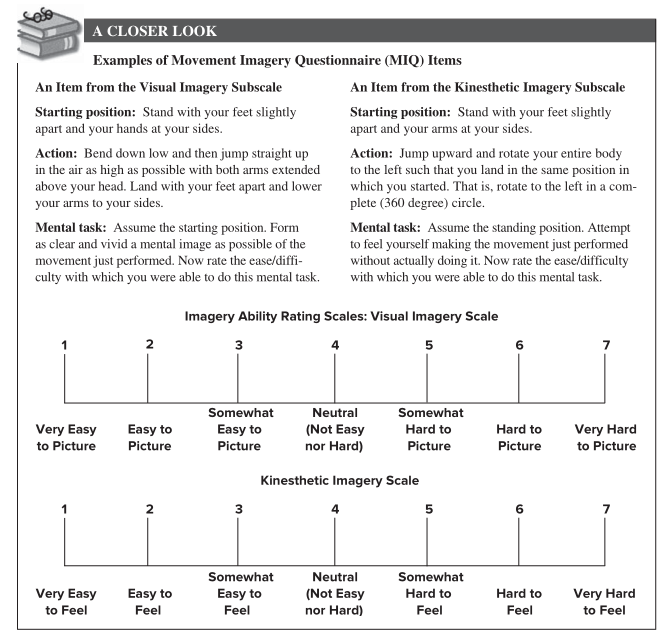 A CLOSER LOOK
Examples of Movement Imagery Questionnaire (MIQ) Items
An Item from the Visual Imagery Subscale
Starting position: Stand with your feet slightly
apart and your hands at your sides.
Action: Bend down low and then jump straight up
in the air as high as possible with both arms extended
above your head. Land with your feet apart and lower
your arms to your sides.
Mental task: Assume the starting position. Form
as clear and vivid a mental image as possible of the
movement just performed. Now rate the ease/diffi-
culty with which you were able to do this mental task.
An Item from the Kinesthetic Imagery Subscale
Starting position: Stand with your feet slightly
apart and your arms at your sides.
Action: Jump upward and rotate your entire body
to the left such that you land in the same position in
which you started. That is, rotate to the left in a com-
plete (360 degree) circle.
Mental task: Assume the standing position. Attempt
to feel yourself making the movement just performed
without actually doing it. Now rate the ease/difficulty
with which you were able to do this mental task.
Imagery Ability Rating Scales: Visual Imagery Scale
1 2 3 4 5 6 7
Somewhat Neutral Somewhat
Very Easy Easy to Easy to (Not Easy Hard to Hard to Very Hard
to Picture Picture Picture nor Hard) Picture Picture to Picture
Kinesthetic Imagery Scale
1 2 3 4 5 6 7
Somewhat Neutral Somewhat
Very Easy Easy to Easy to (Not Easy Hard to Hard to Very Hard
to Feel Feel Feel nor Hard) Feel Feel to Feel